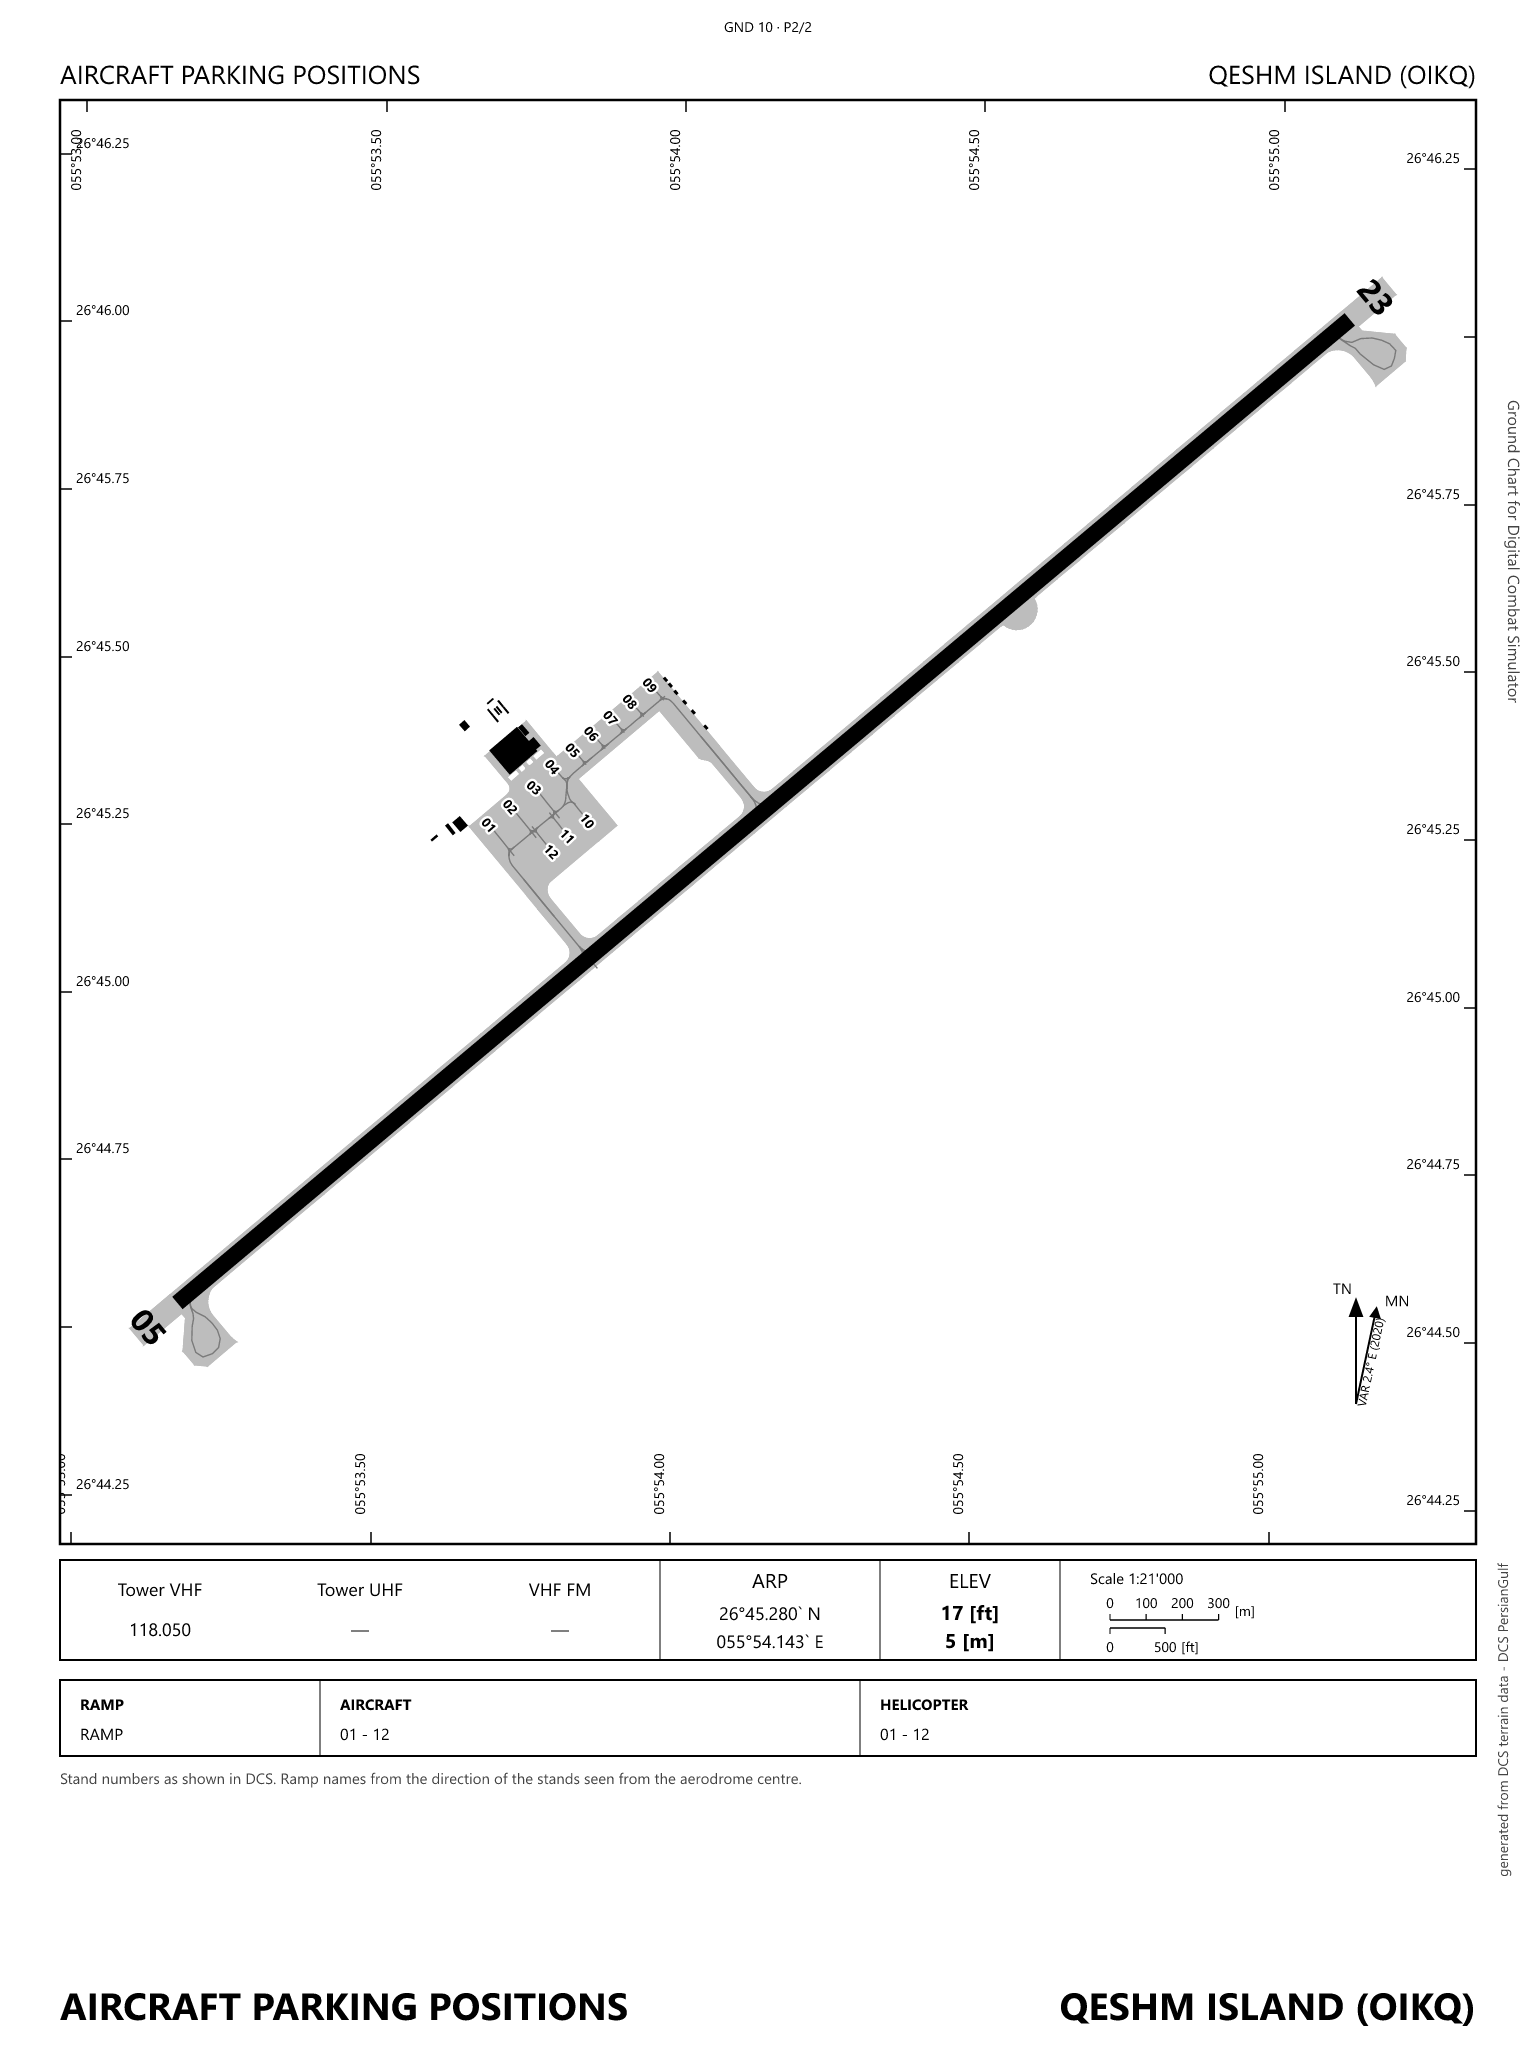 GND 10 · P2/2
AIRCRAFT PARKING POSITIONS
QESHM ISLAND (OIKQ)
055°53.00
055°53.50
055°54.00
055°54.50
055°55.00
26°46.25
26°46.25
26°46.00
26°45.75
26°45.75
26°45.50
26°45.50
26°45.25
26°45.25
26°45.00
26°45.00
26°44.75
26°44.75
26°44.50
26°44.25
26°44.25
23
05
01
02
03
04
05
06
07
08
09
10
11
12
H
TN
MN
VAR 2.4° E (2020)
055°53.50
055°54.00
055°54.50
055°55.00
Ground Chart for Digital Combat Simulator
Tower VHF
118.050
Tower UHF
—
VHF FM
—
ARP
26°45.280` N
055°54.143` E
ELEV
17 [ft]
5 [m]
Scale 1:21'000
0 100 200 300 [m]
0 500 [ft]
RAMP AIRCRAFT HELICOPTER
RAMP 01 - 12 01 - 12
Stand numbers as shown in DCS. Ramp names from the direction of the stands seen from the aerodrome centre.
generated from DCS terrain data - DCS PersianGulf
AIRCRAFT PARKING POSITIONS
QESHM ISLAND (OIKQ)